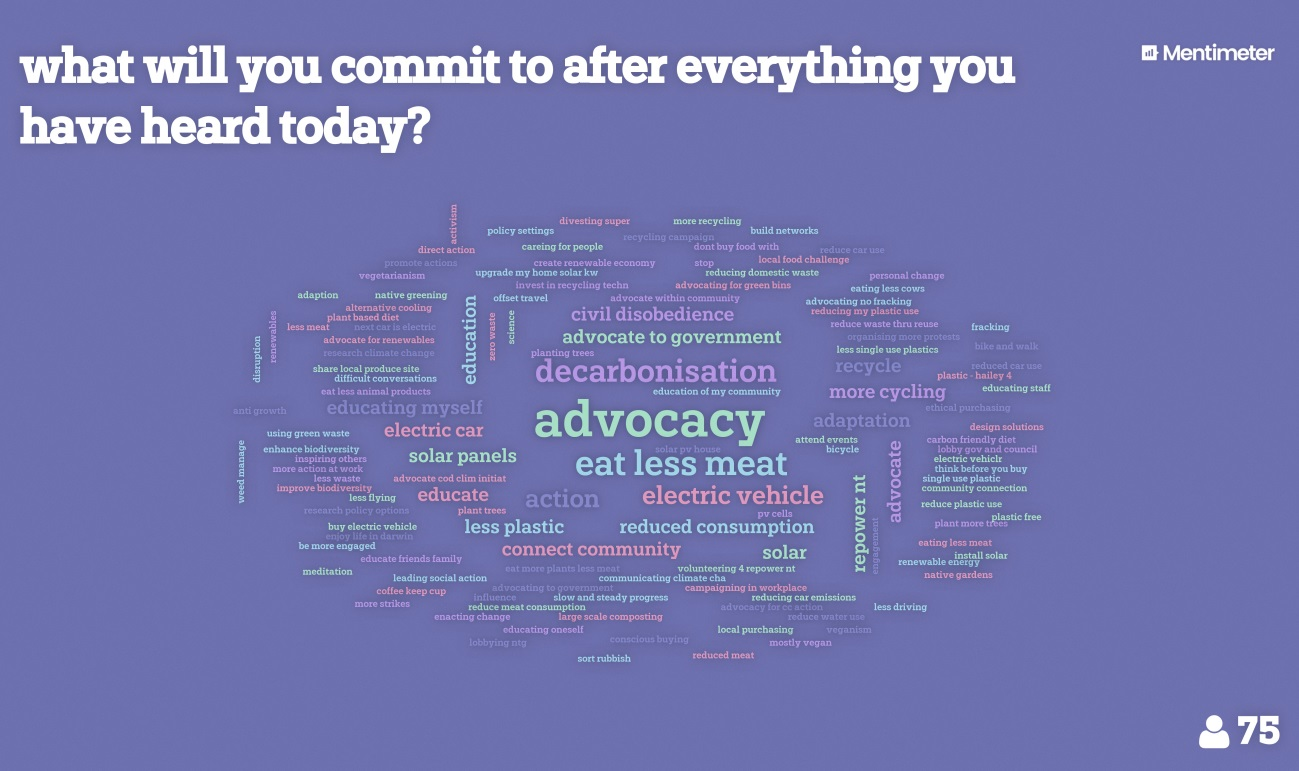 what will you commit to after everything you
have heard today?
Mentimeter
activism
divesting super
more recycling
policy settings
build networks
recycling campaign
direct action
careing for people
dont buy food with
reduce car use
promote actions
create renewable economy
stop
local food challenge
vegetarianism
upgrade my home solar kw
reducing domestic waste
personal change
invest in recycling techn
advocating for green bins
eating less cows
adaption
native greening
offset travel
advocate within community
advocating no fracking
alternative cooling
civil disobedience
reducing my plastic use
plant based diet
education
zero waste
science
less meat
next car is electric
reduce waste thru reuse
fracking
renewables
disruption
advocate for renewables
advocate to government
organising more protests
research climate change
planting trees
less single use plastics
bike and walk
share local produce site
decarbonisation
recycle
reduced car use
difficult conversations
plastic - hailey 4
eat less animal products
education of my community
more cycling
educating staff
anti growth
educating myself
advocacy
adaptation
ethical purchasing
using green waste
electric car
design solutions
attend events
carbon friendly diet
enhance biodiversity
solar panels
solar pv house
bicycle
lobby gov and council
inspiring others
eat less meat
electric vehiclr
more action at work
think before you buy
weed manage
less waste
advocate cod clim initiat
advocate
single use plastic
improve biodiversity
educate
action
electric vehicle
repower nt
community connection
less flying
reduce plastic use
research policy options
plant trees
pv cells
plastic free
buy electric vehicle
less plastic
reduced consumption
engagement
plant more trees
enjoy life in darwin
be more engaged
connect community
solar
eating less meat
educate friends family
install solar
renewable energy
meditation
eat more plants less meat
volunteering 4 repower nt
native gardens
leading social action
communicating climate cha
coffee keep cup
advocating to government
campaigning in workplace
influence
slow and steady progress
reducing car emissions
more strikes
reduce meat consumption
advocacy for cc action
less driving
enacting change
large scale composting
reduce water use
educating oneself
local purchasing
veganism
lobbying ntg
conscious buying
mostly vegan
sort rubbish
reduced meat
75